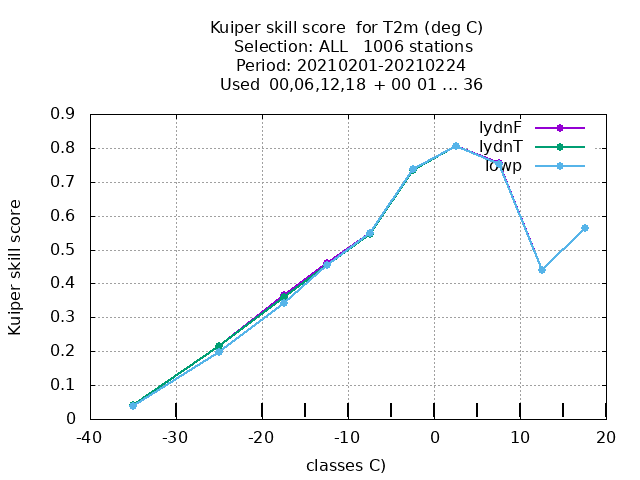 Kuiper skill score for T2m (deg C)
Selection: ALL 1006 stations
Period: 20210201-20210224
Used 00,06,12,18 + 00 01 ... 36
0.9
0.8
0.7
0.6
0.5
0.4
0.3
0.2
0.1
0
Kuiper skill score
lydnF
lydnT
lowp
-40 -30 -20 -10 0 10 20
classes C)